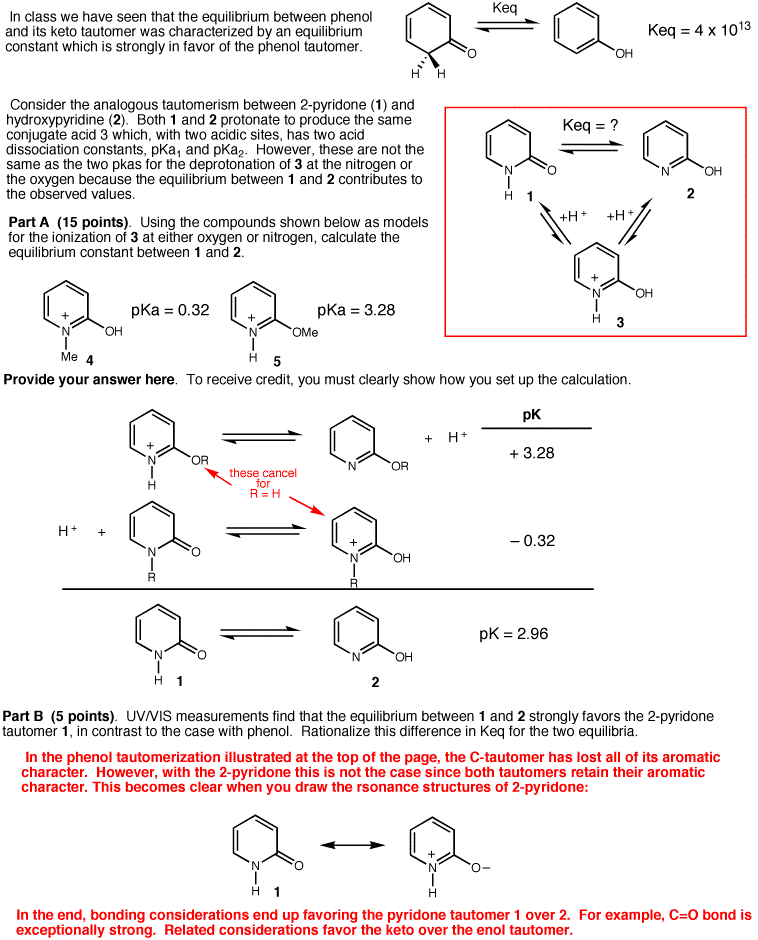 In class we have seen that the equilibrium between phenol
and its keto tautomer was characterized by an equilibrium
constant which is strongly in favor of the phenol tautomer.
Keq
O
H H
OH
Keq = 4 x 10¹³
Consider the analogous tautomerism between 2-pyridone (1) and
hydroxypyridine (2). Both 1 and 2 protonate to produce the same
conjugate acid 3 which, with two acidic sites, has two acid
dissociation constants, pKa₁ and pKa₂. However, these are not the
same as the two pkas for the deprotonation of 3 at the nitrogen or
the oxygen because the equilibrium between 1 and 2 contributes to
the observed values.
Keq = ?
N O
H
1
N OH
2
+H⁺ +H⁺
+
N OH
H
3
Part A (15 points). Using the compounds shown below as models
for the ionization of 3 at either oxygen or nitrogen, calculate the
equilibrium constant between 1 and 2.
+
N OH
Me 4
pKa = 0.32
+
N OMe
H 5
pKa = 3.28
Provide your answer here. To receive credit, you must clearly show how you set up the calculation.
pK
+
N OR
H
N OR
+ H⁺
+ 3.28
these cancel
for
R = H
H⁺ +
N O
R
+
N OH
R
− 0.32
N O
H 1
N OH
2
pK = 2.96
Part B (5 points). UV/VIS measurements find that the equilibrium between 1 and 2 strongly favors the 2-pyridone
tautomer 1, in contrast to the case with phenol. Rationalize this difference in Keq for the two equilibria.
In the phenol tautomerization illustrated at the top of the page, the C-tautomer has lost all of its aromatic
character. However, with the 2-pyridone this is not the case since both tautomers retain their aromatic
character. This becomes clear when you draw the rsonance structures of 2-pyridone:
N O
H 1
+
N O−
H
In the end, bonding considerations end up favoring the pyridone tautomer 1 over 2. For example, C=O bond is
exceptionally strong. Related considerations favor the keto over the enol tautomer.